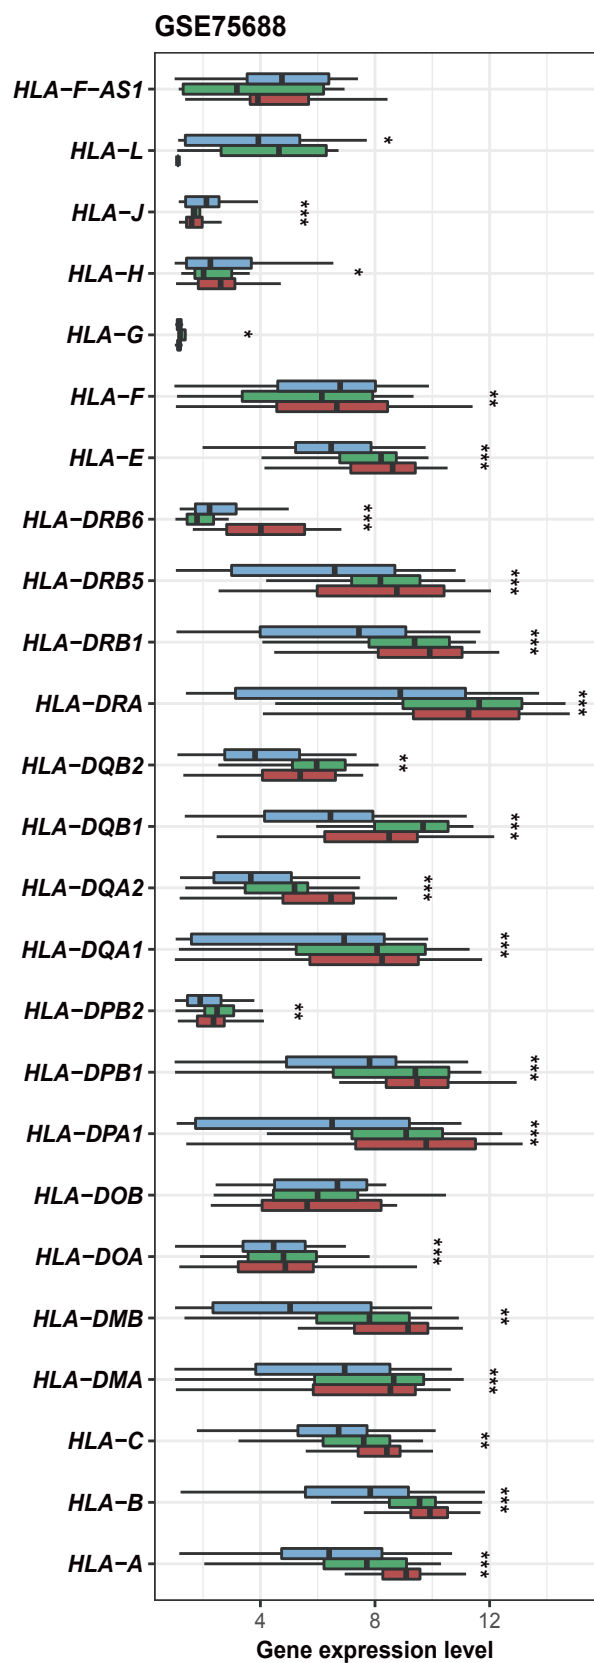 GSE75688
HLA−F−AS1
HLA−L *
HLA−J ***
HLA−H *
HLA−G *
HLA−F **
HLA−E ***
HLA−DRB6 ***
HLA−DRB5 ***
HLA−DRB1 ***
HLA−DRA ***
HLA−DQB2 **
HLA−DQB1 ***
HLA−DQA2 ***
HLA−DQA1 ***
HLA−DPB2 **
HLA−DPB1 ***
HLA−DPA1 ***
HLA−DOB
HLA−DOA ***
HLA−DMB **
HLA−DMA ***
HLA−C **
HLA−B ***
HLA−A ***
4 8 12
Gene expression level